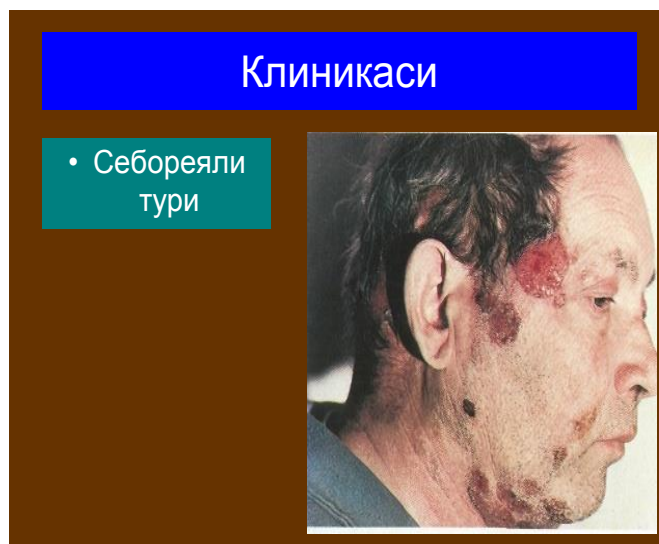 Клиникаси
• Себореяли
тури